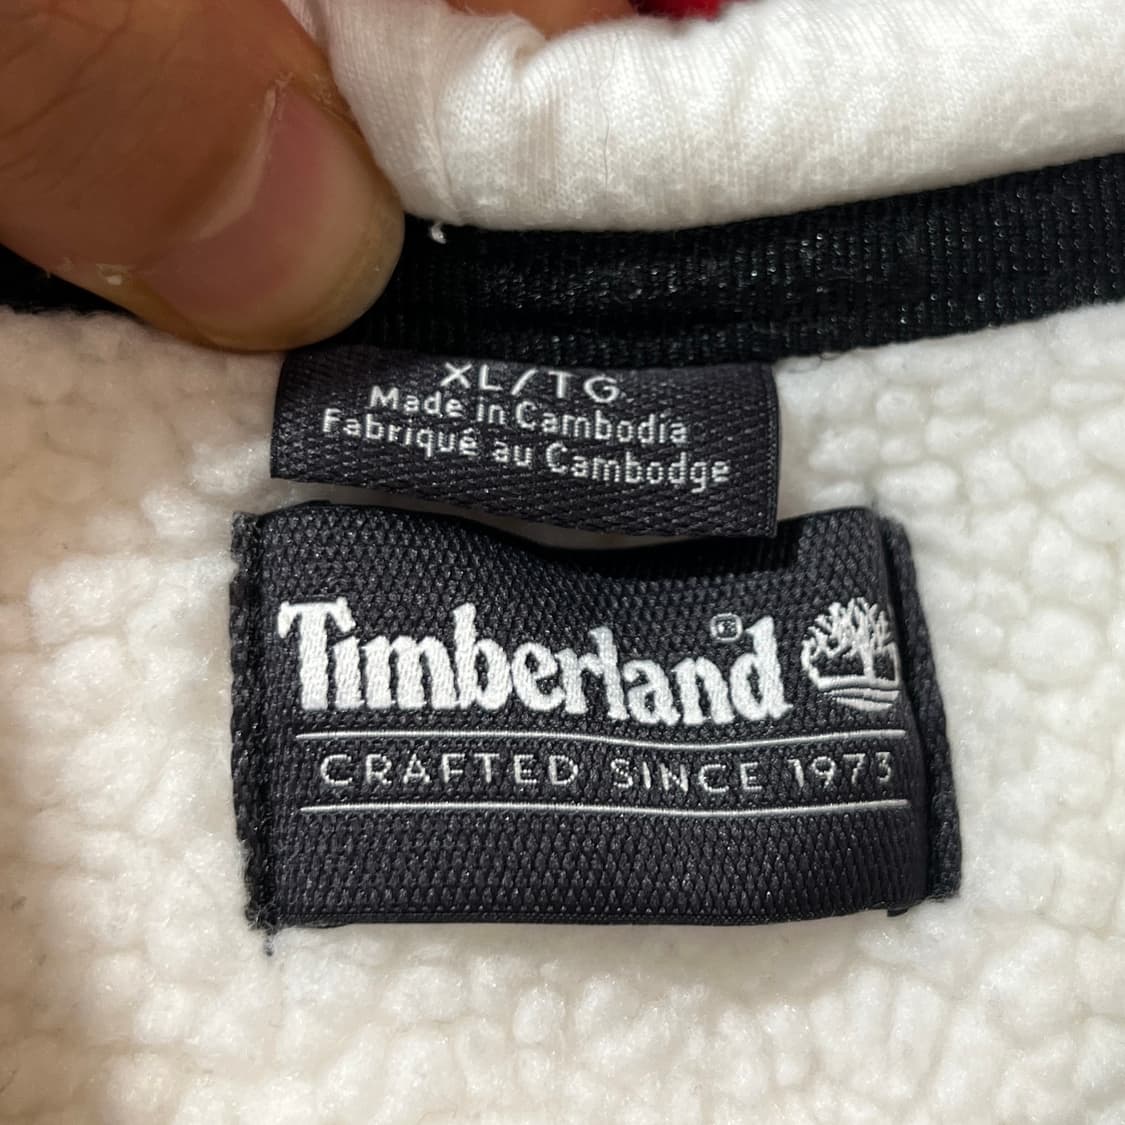 XL/TG
Made in Cambodia
Fabriqué au Cambodge
Timberland®
CRAFTED SINCE 1973